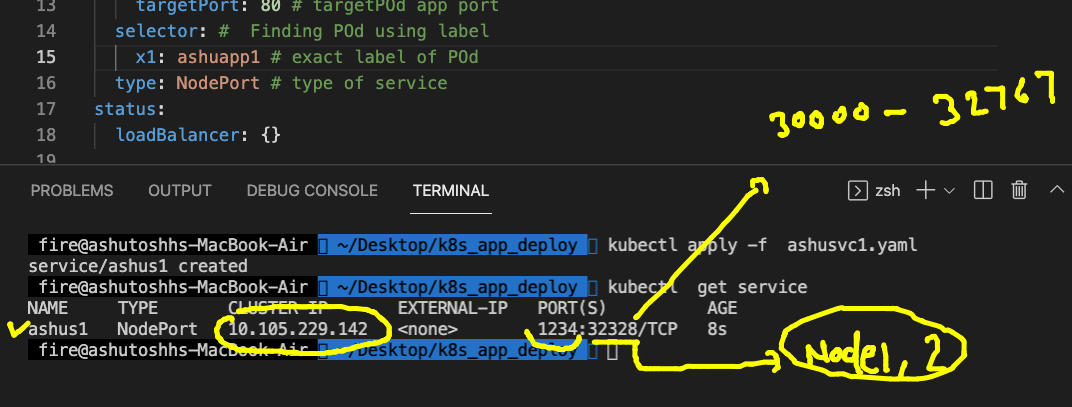 13 targetPort: 80 # targetPOd app port
14 selector: #  Finding POd using label
15 x1: ashuapp1 # exact label of POd
16 type: NodePort # type of service
17 status:
18 loadBalancer: {}
19
30000 - 32767
PROBLEMS OUTPUT DEBUG CONSOLE TERMINAL zsh
fire@ashutoshhs-MacBook-Air ~/Desktop/k8s_app_deploy kubectl apply -f  ashusvc1.yaml
service/ashus1 created
fire@ashutoshhs-MacBook-Air ~/Desktop/k8s_app_deploy kubectl  get service
NAME TYPE CLUSTER-IP EXTERNAL-IP PORT(S) AGE
ashus1 NodePort 10.105.229.142 <none> 1234:32328/TCP 8s
fire@ashutoshhs-MacBook-Air ~/Desktop/k8s_app_deploy
Node1, 2